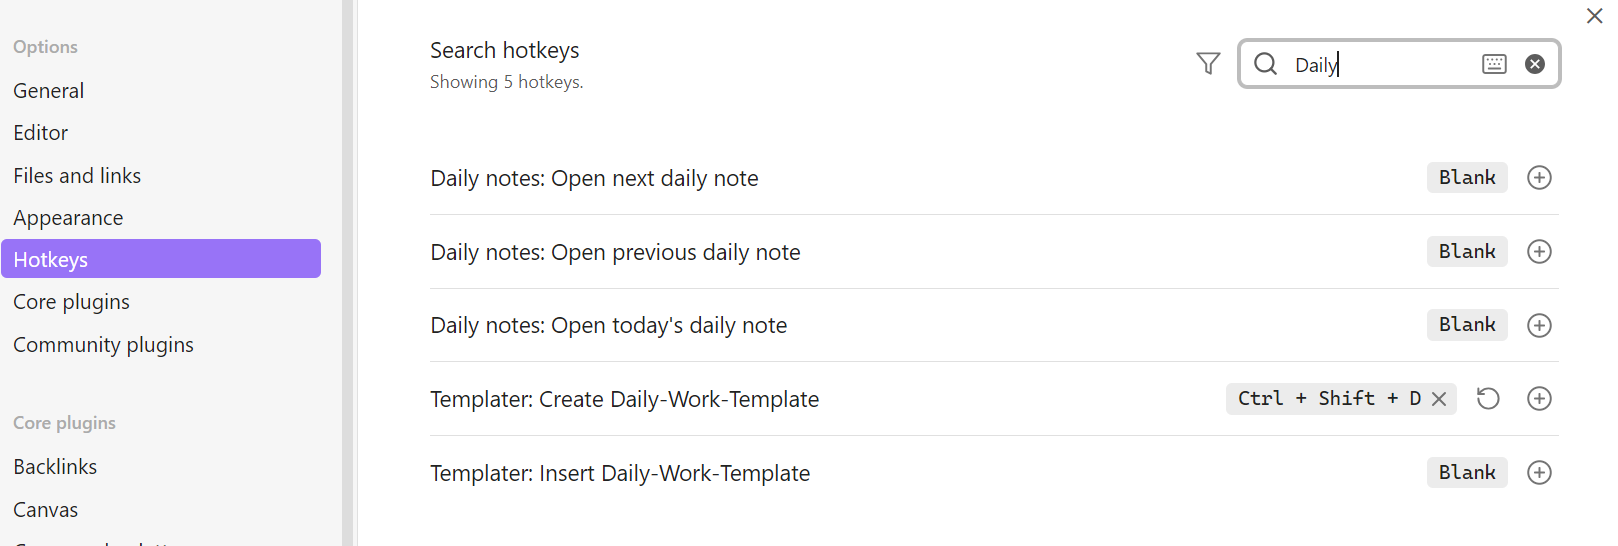 Options
General
Editor
Files and links
Appearance
Hotkeys
Core plugins
Community plugins
Core plugins
Backlinks
Canvas
Search hotkeys
Showing 5 hotkeys.
Daily
Daily notes: Open next daily note
Blank
Daily notes: Open previous daily note
Blank
Daily notes: Open today's daily note
Blank
Templater: Create Daily-Work-Template
Ctrl + Shift + D
Templater: Insert Daily-Work-Template
Blank